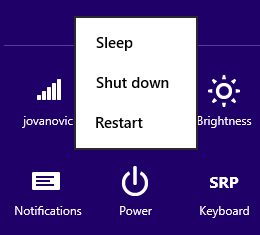 Sleep
Shut down
Restart
jovanovic
Brightness
SRP
Notifications
Power
Keyboard